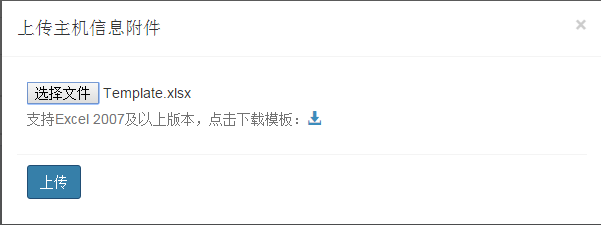 上传主机信息附件 ×
选择文件 Template.xlsx
支持Excel 2007及以上版本，点击下载模板：
上传